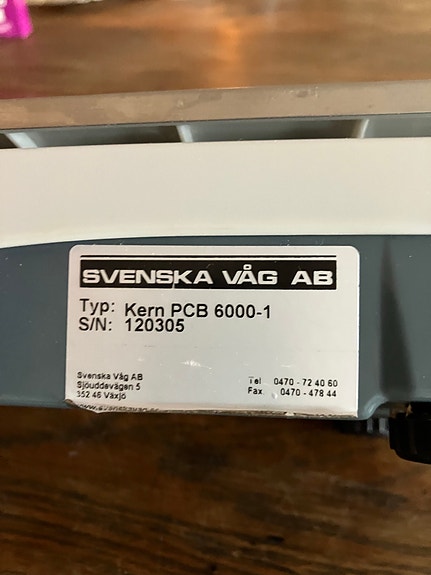 SVENSKA VÅG AB
Typ: Kern PCB 6000-1
S/N: 120305
Svenska Våg AB
Sjöuddevägen 5
352 46 Växjö
Tel 0470 - 72 40 60
Fax. 0470 - 478 44